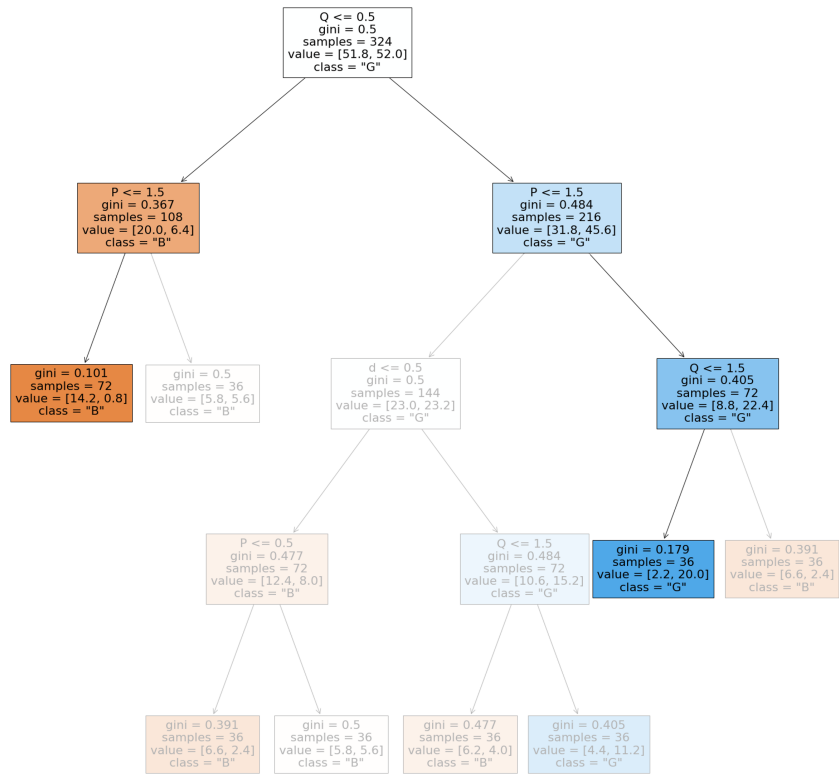 Q <= 0.5
gini = 0.5
samples = 324
value = [51.8, 52.0]
class = "G"
P <= 1.5
gini = 0.367
samples = 108
value = [20.0, 6.4]
class = "B"
P <= 1.5
gini = 0.484
samples = 216
value = [31.8, 45.6]
class = "G"
gini = 0.101
samples = 72
value = [14.2, 0.8]
class = "B"
gini = 0.5
samples = 36
value = [5.8, 5.6]
class = "B"
d <= 0.5
gini = 0.5
samples = 144
value = [23.0, 23.2]
class = "G"
Q <= 1.5
gini = 0.405
samples = 72
value = [8.8, 22.4]
class = "G"
P <= 0.5
gini = 0.477
samples = 72
value = [12.4, 8.0]
class = "B"
Q <= 1.5
gini = 0.484
samples = 72
value = [10.6, 15.2]
class = "G"
gini = 0.179
samples = 36
value = [2.2, 20.0]
class = "G"
gini = 0.391
samples = 36
value = [6.6, 2.4]
class = "B"
gini = 0.391
samples = 36
value = [6.6, 2.4]
class = "B"
gini = 0.5
samples = 36
value = [5.8, 5.6]
class = "B"
gini = 0.477
samples = 36
value = [6.2, 4.0]
class = "B"
gini = 0.405
samples = 36
value = [4.4, 11.2]
class = "G"